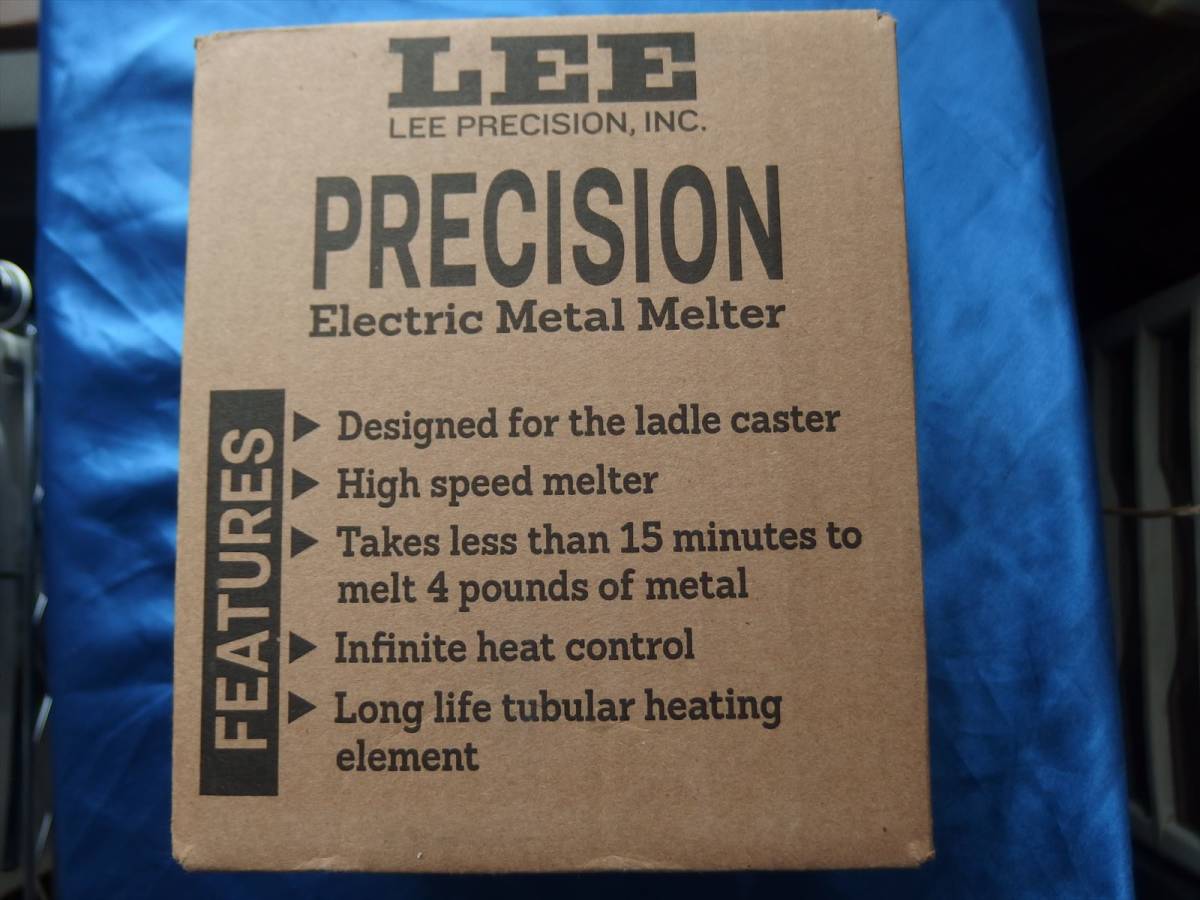 LEE
LEE PRECISION, INC.
PRECISION
Electric Metal Melter
FEATURES
Designed for the ladle caster
High speed melter
Takes less than 15 minutes to
melt 4 pounds of metal
Infinite heat control
Long life tubular heating
element